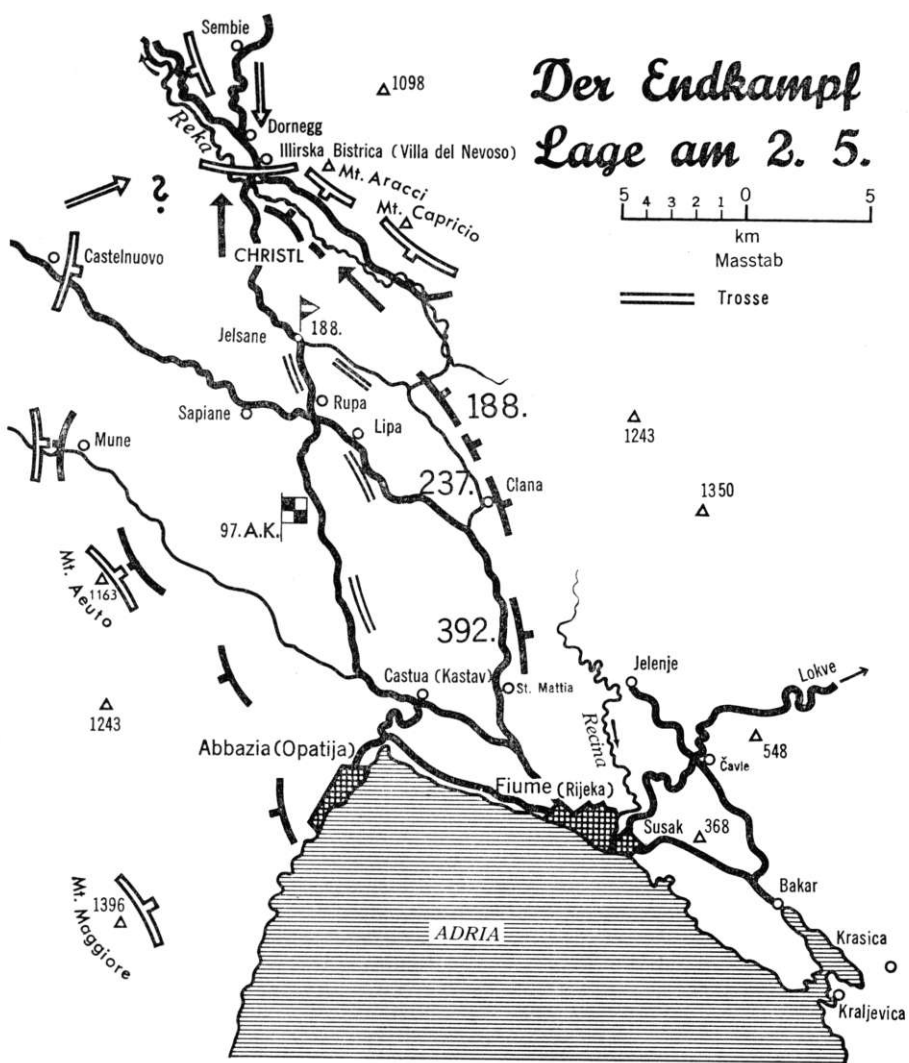 Der Endkampf
Lage am 2. 5.
5 4 3 2 1 0 5
km
Masstab
Trosse
Sembie
1098
Reka
Dornegg
Illirska Bistrica (Villa del Nevoso)
Mt. Aracci
Mt. Capricio
?
Castelnuovo
CHRISTL
Jelsane
188.
188.
1243
Sapiane
Rupa
Lipa
Mune
237.
Clana
1350
97. A.K.
Mt. Aeuto
1163
392.
Castua (Kastav)
St. Mattia
Jelenje
Lokve
Recina
1243
548
Čavle
Abbazia (Opatija)
Fiume (Rijeka)
Susak
368
Bakar
Mt. Maggiore
1396
ADRIA
Krasica
Kraljevica